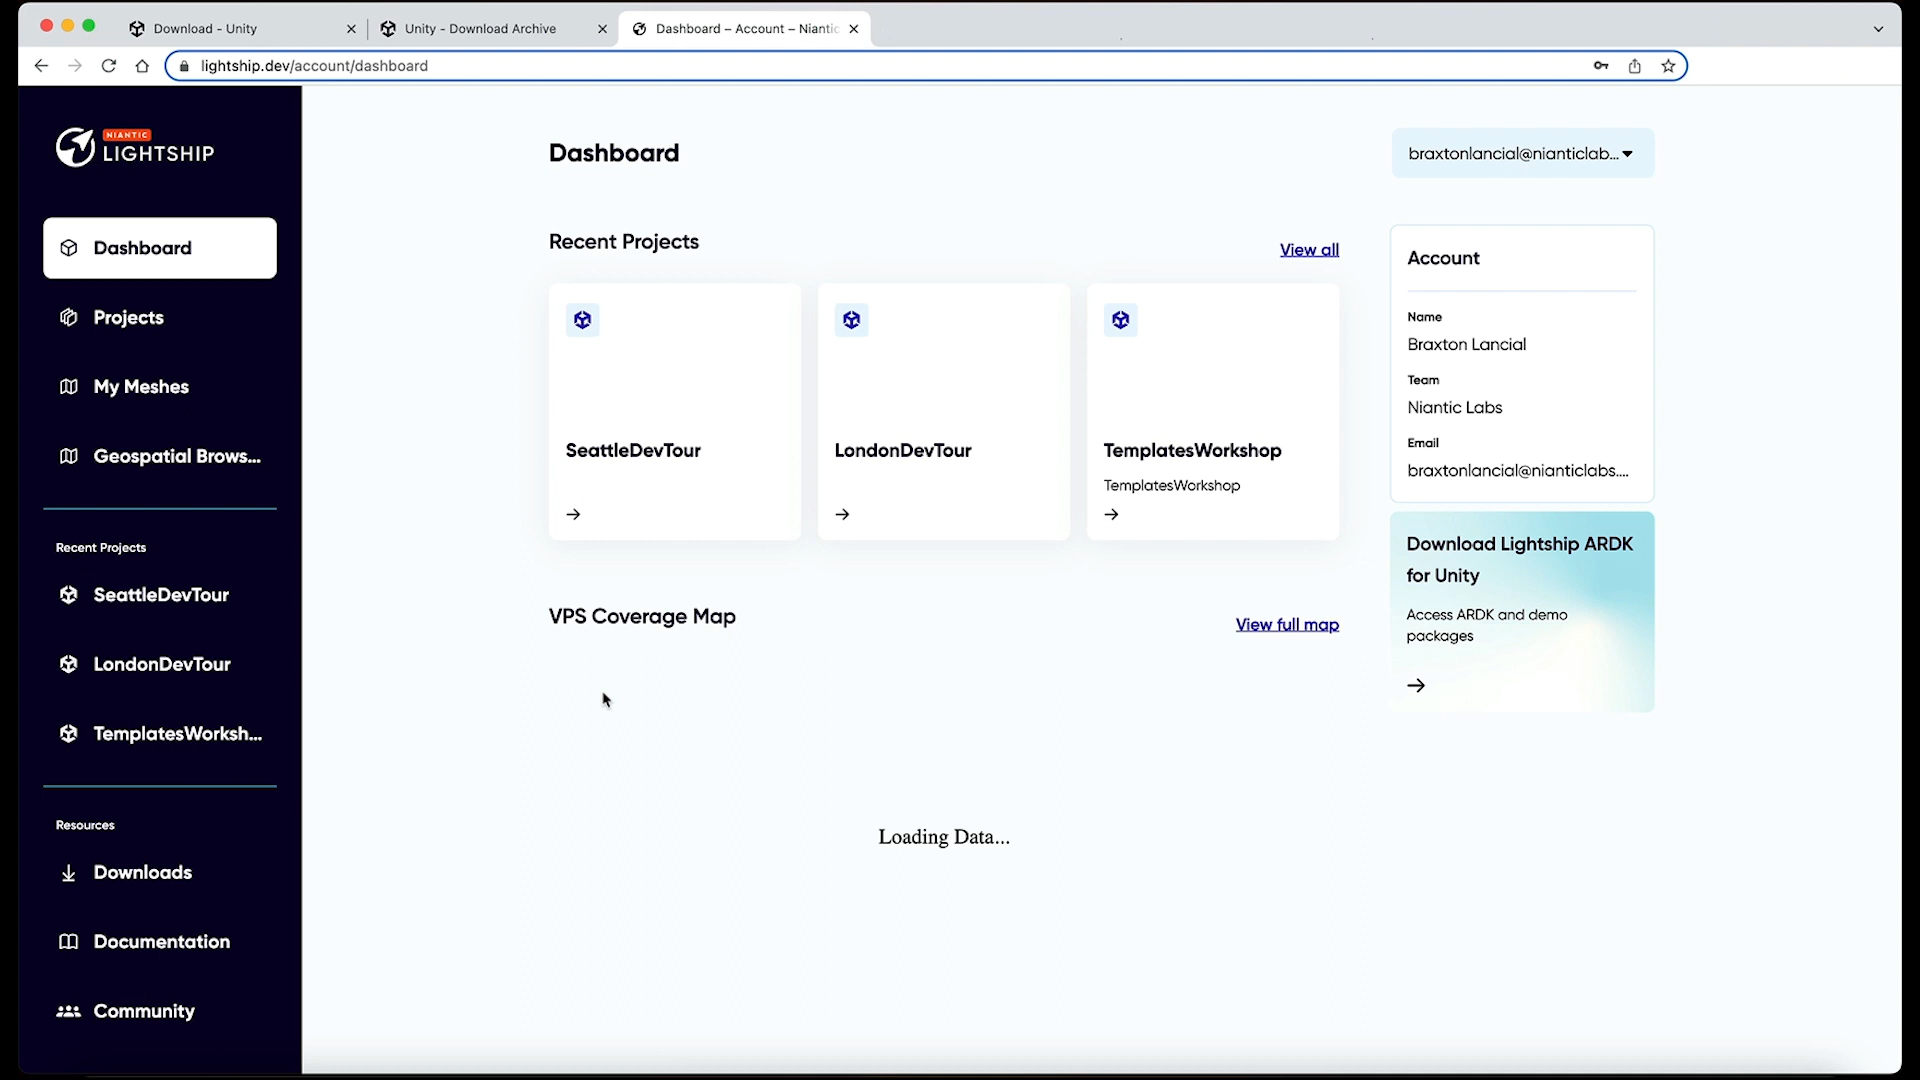 Download - Unity
Unity - Download Archive
Dashboard – Account – Niantic
lightship.dev/account/dashboard
NIANTIC
LIGHTSHIP
Dashboard
Projects
My Meshes
Geospatial Brows...
Recent Projects
SeattleDevTour
LondonDevTour
TemplatesWorksh...
Resources
Downloads
Documentation
Community
Dashboard
braxtonlancial@nianticlab...
Recent Projects
View all
SeattleDevTour
LondonDevTour
TemplatesWorkshop
TemplatesWorkshop
VPS Coverage Map
View full map
Loading Data...
Account
Name
Braxton Lancial
Team
Niantic Labs
Email
braxtonlancial@nianticlabs....
Download Lightship ARDK
for Unity
Access ARDK and demo
packages